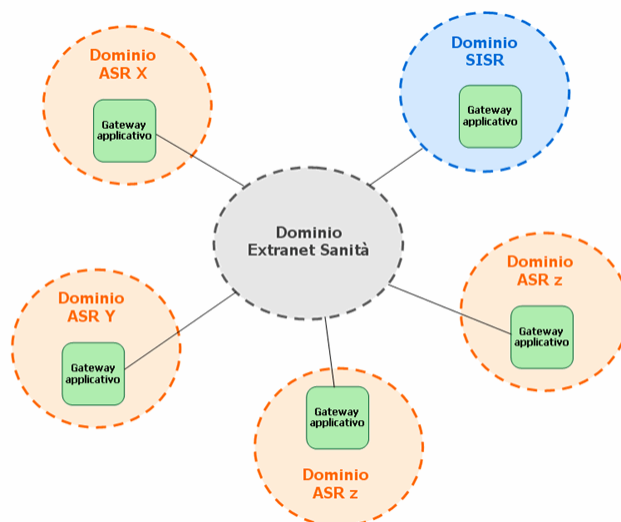 Dominio
ASR X
Gateway
applicativo
Dominio
SISR
Gateway
applicativo
Dominio
Extranet Sanità
Dominio
ASR Y
Gateway
applicativo
Dominio
ASR z
Gateway
applicativo
Gateway
applicativo
Dominio
ASR z